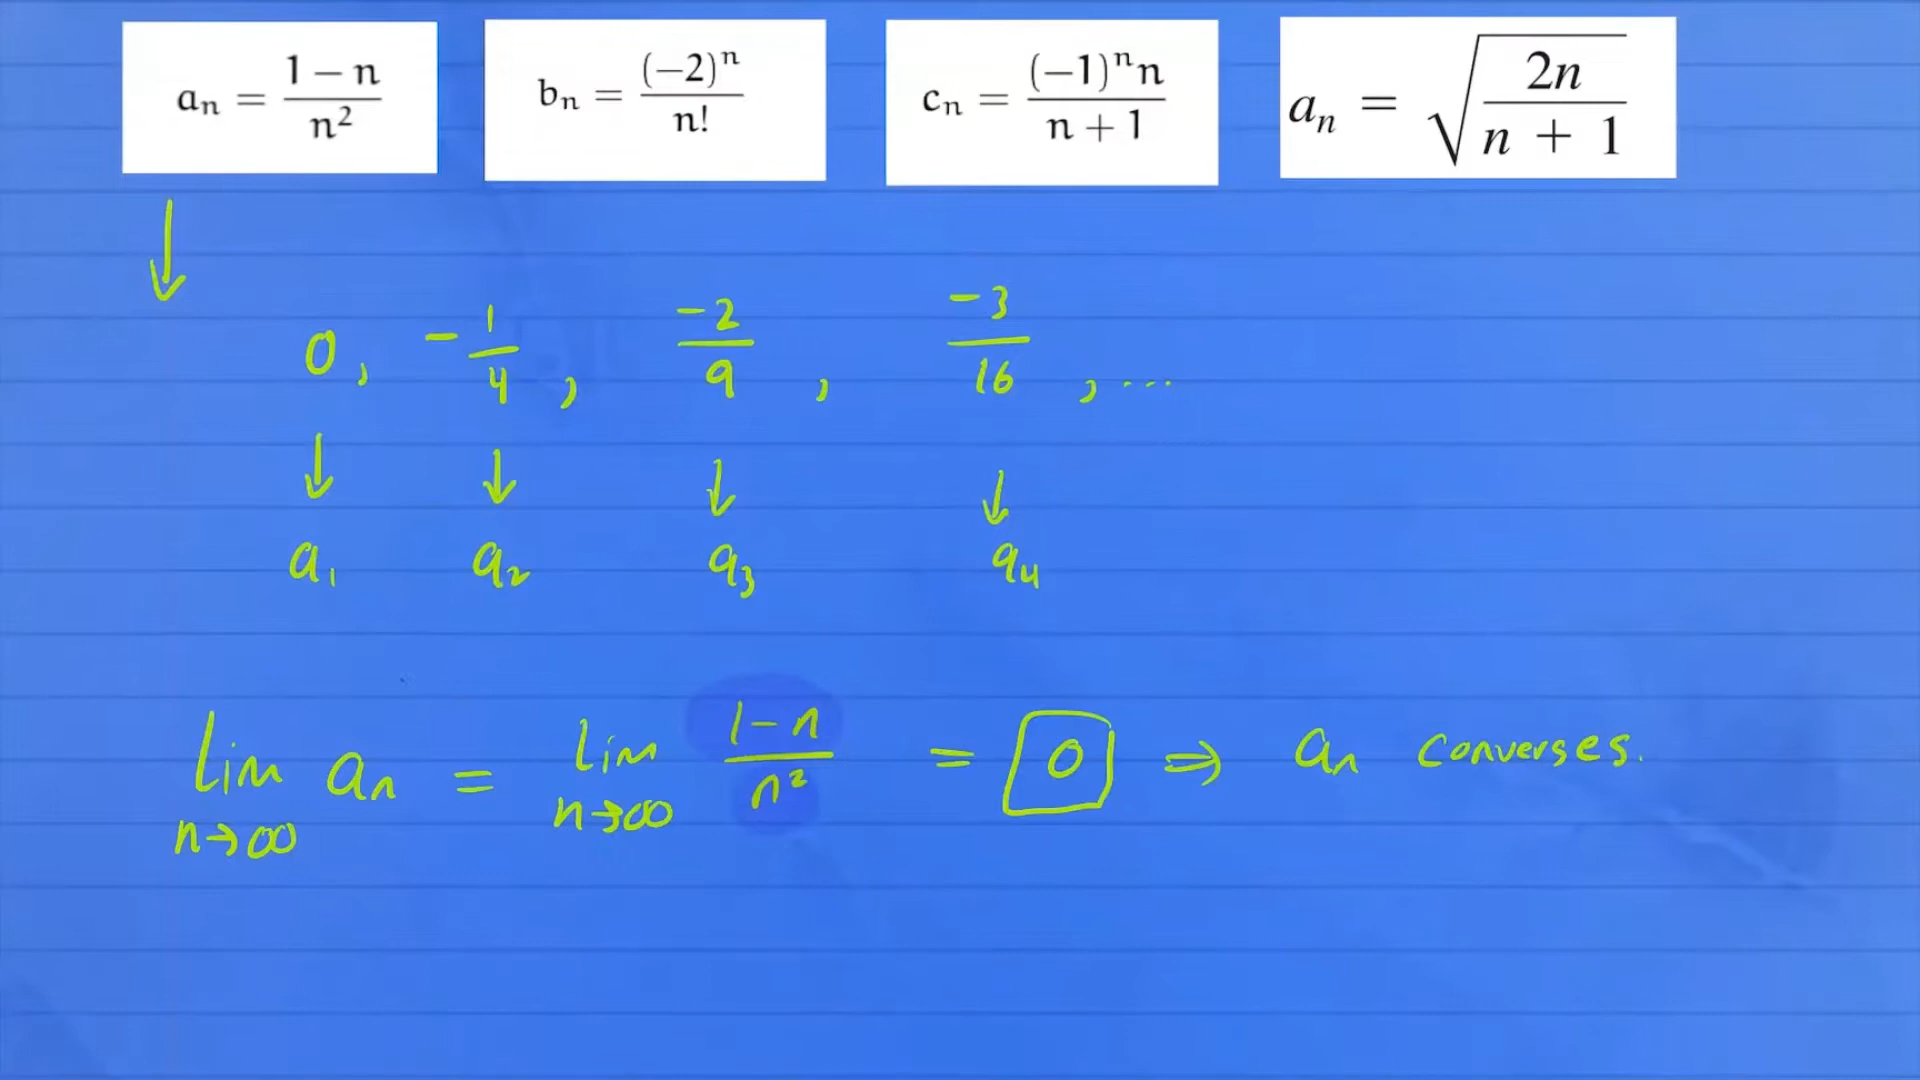 aₙ = (1 − n)/n²
bₙ = (−2)ⁿ/n!
cₙ = (−1)ⁿn/(n + 1)
aₙ = √(2n/(n + 1))
0, −1/4, −2/9, −3/16, ...
↓ ↓ ↓ ↓
a₁ a₂ a₃ a₄
lim n→∞ aₙ = lim n→∞ (1−n)/n² = 0 ⇒ aₙ converges.